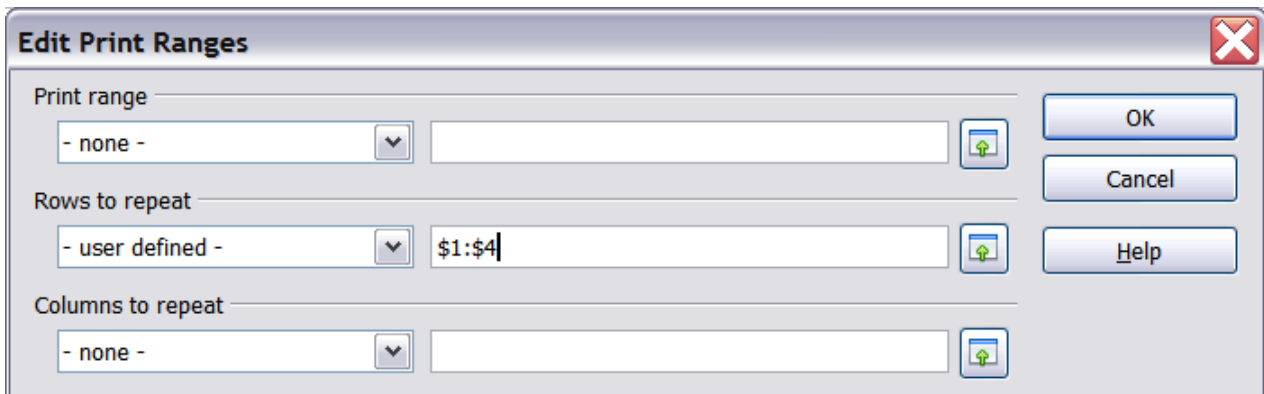 Edit Print Ranges
Print range
- none -
OK
Cancel
Rows to repeat
- user defined -
$1:$4
Help
Columns to repeat
- none -